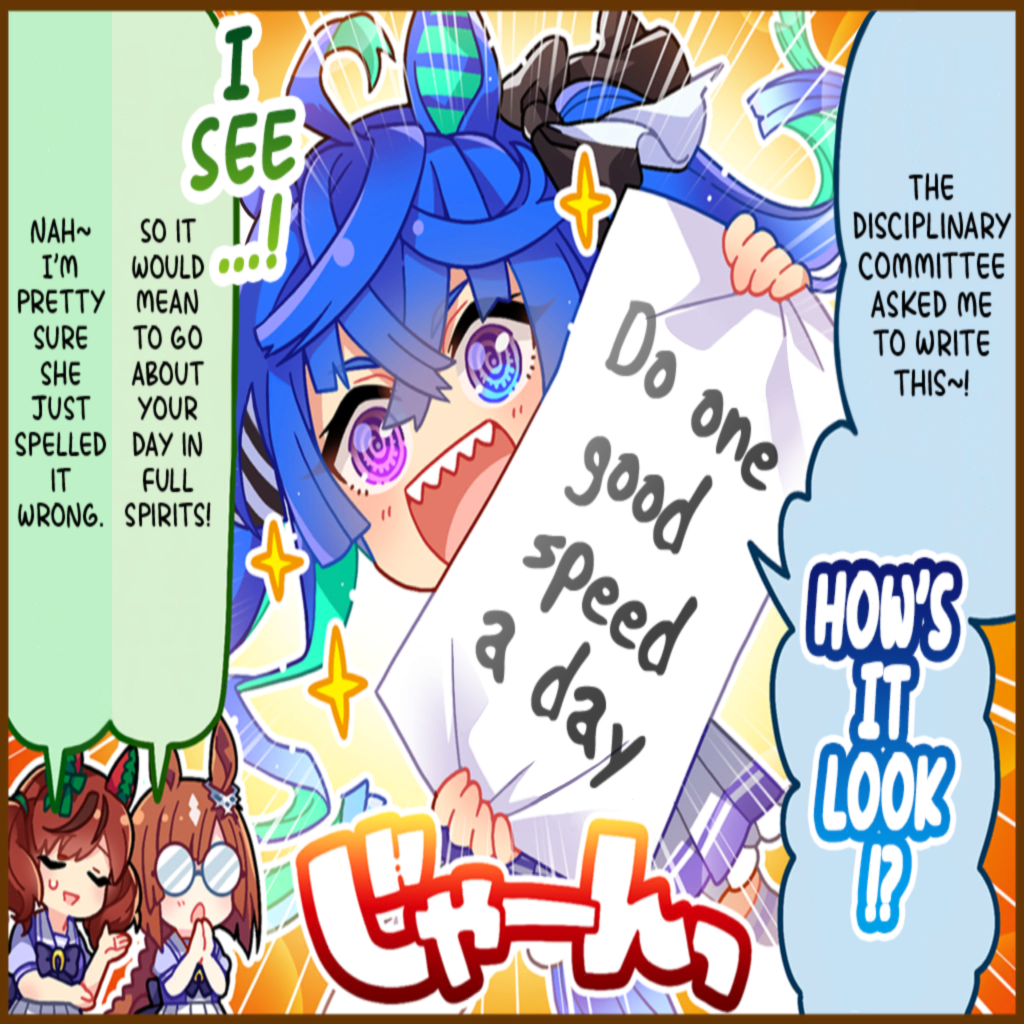 THE
DISCIPLINARY
COMMITTEE
ASKED ME
TO WRITE
THIS~!
HOW'S
IT
LOOK
!?
Do one
good
speed
a day
じゃーんっ
I
SEE
...!
SO IT
WOULD
MEAN
TO GO
ABOUT
YOUR
DAY IN
FULL
SPIRITS!
NAH~
I'M
PRETTY
SURE
SHE
JUST
SPELLED
IT
WRONG.